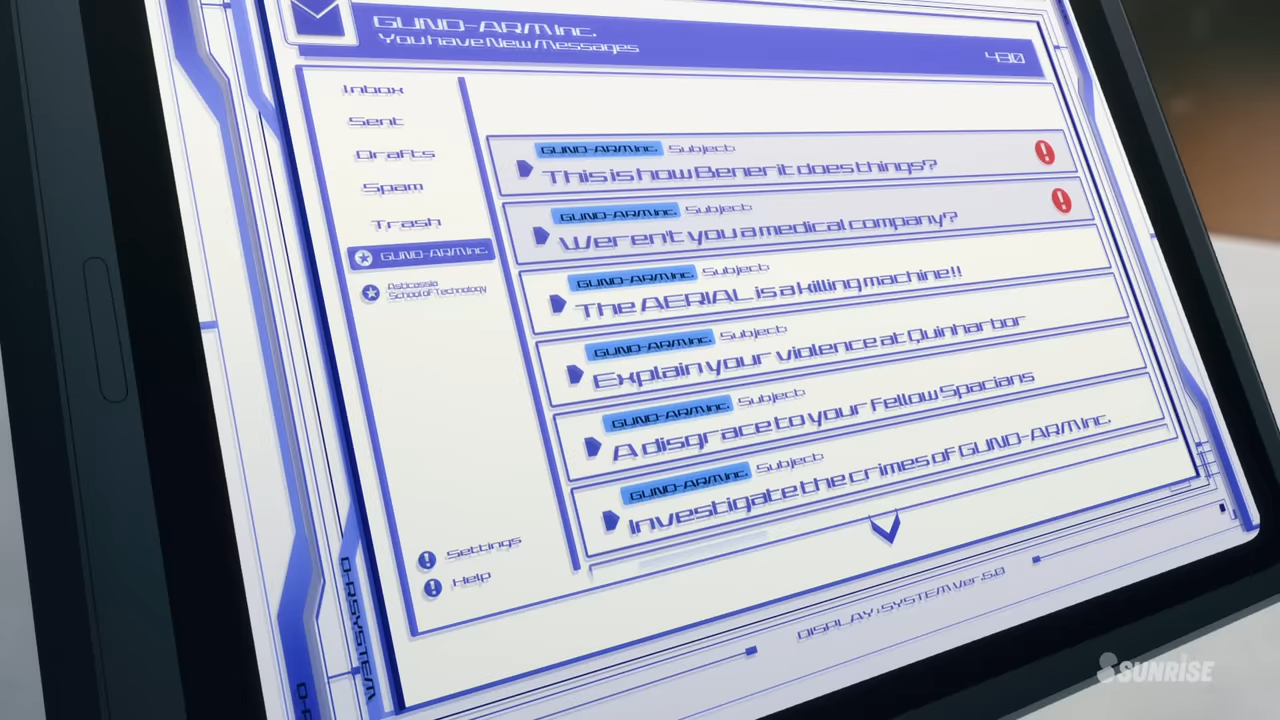 GUND-ARM Inc.
You have New Messages
430
Inbox
Sent
Drafts
Spam
Trash
GUND-ARM Inc.
Asticassia
School of Technology
Settings
Help
GUND-ARM Inc. Subject:
This is how Benerit does things?
GUND-ARM Inc. Subject:
Weren't you a medical company?
GUND-ARM Inc. Subject:
The AERIAL is a killing machine!!
GUND-ARM Inc. Subject:
Explain your violence at Quinharbor
GUND-ARM Inc. Subject:
A disgrace to your Fellow Spacians
GUND-ARM Inc. Subject:
Investigate the crimes of GUND-ARM Inc.
DISPLAY:SYSTEM Ver.6.0
SUNRISE